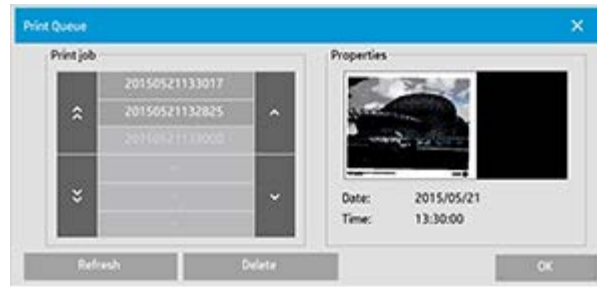 Print Queue
Print job
20150521133017
20150521132825
20150521133000
Properties
Date: 2015/05/21
Time: 13:30:00
Refresh
Delete
OK